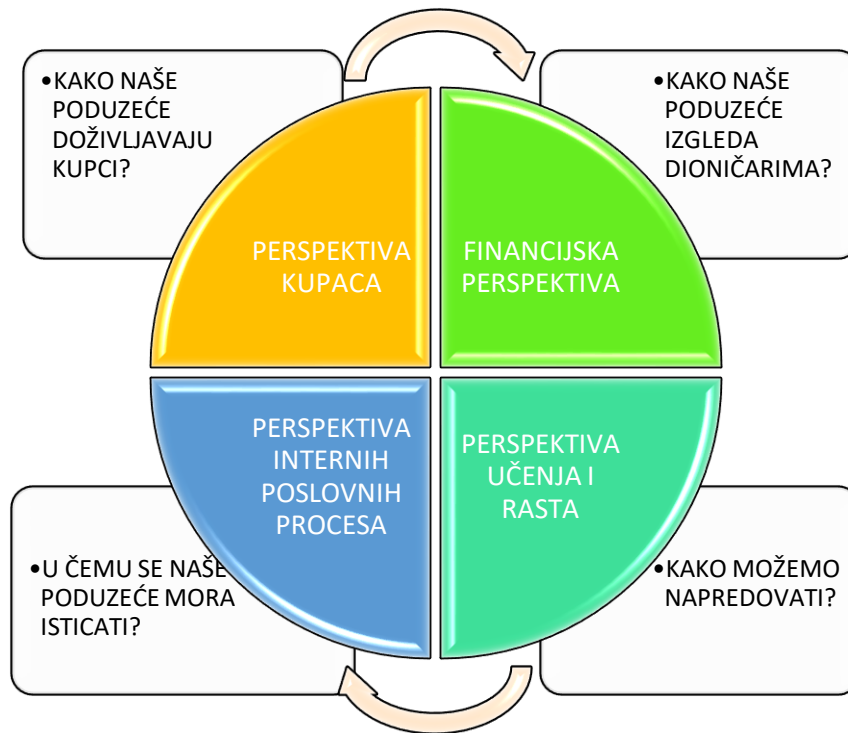 •KAKO NAŠE
PODUZEĆE
DOŽIVLJAVAJU
KUPCI?
•KAKO NAŠE
PODUZEĆE
IZGLEDA
DIONIČARIMA?
PERSPEKTIVA
KUPACA
FINANCIJSKA
PERSPEKTIVA
PERSPEKTIVA
INTERNIH
POSLOVNIH
PROCESA
PERSPEKTIVA
UČENJA I
RASTA
•U ČEMU SE NAŠE
PODUZEĆE MORA
ISTICATI?
•KAKO MOŽEMO
NAPREDOVATI?